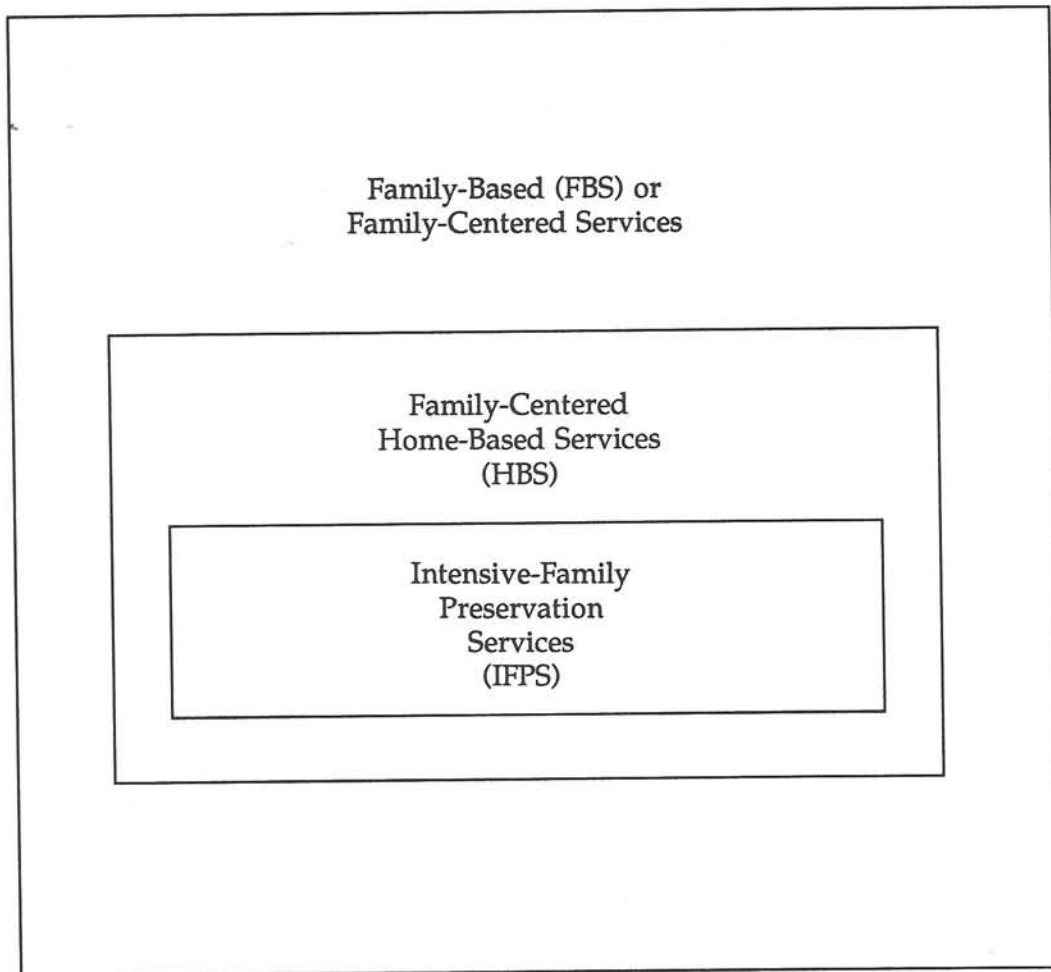 Family-Based (FBS) or
Family-Centered Services
Family-Centered
Home-Based Services
(HBS)
Intensive-Family
Preservation
Services
(IFPS)